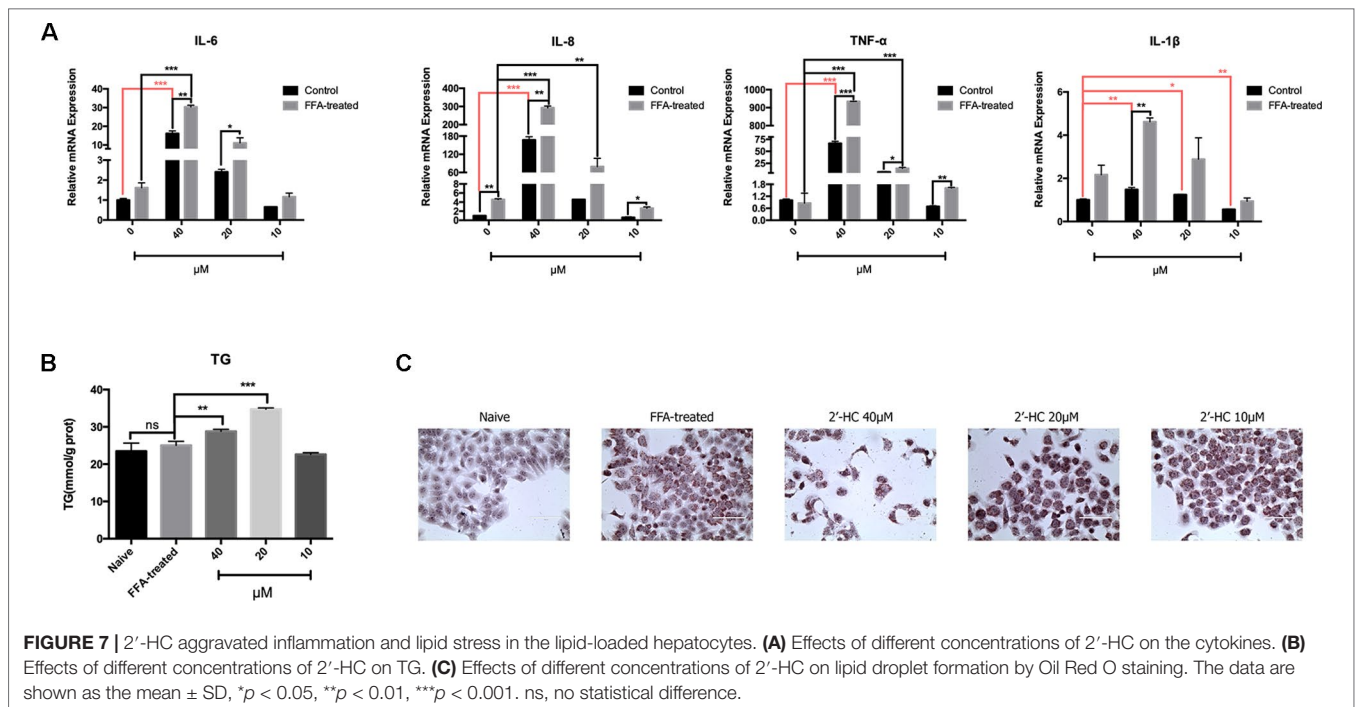 A
IL-6
Relative mRNA Expression
40
30
20
10
3
2
1
0
***
***
**
*
Control
FFA-treated
0
40
20
10
µM
IL-8
Relative mRNA Expression
400
300
200
180
120
60
8
6
4
2
0
**
***
***
**
**
*
Control
FFA-treated
0
40
20
10
µM
TNF-α
Relative mRNA Expression
1000
900
800
75
50
25
1.8
1.2
0.6
0.0
***
***
***
***
*
**
Control
FFA-treated
0
40
20
10
µM
IL-1β
Relative mRNA Expression
6
4
2
0
**
*
**
**
Control
FFA-treated
0
40
20
10
µM
B
TG
TG(mmol/g prot)
40
30
20
10
0
ns
**
***
Naive
FFA-treated
40
20
10
µM
C
Naive
FFA-treated
2′-HC 40µM
2′-HC 20µM
2′-HC 10µM
FIGURE 7 | 2′-HC aggravated inflammation and lipid stress in the lipid-loaded hepatocytes. (A) Effects of different concentrations of 2′-HC on the cytokines. (B)
Effects of different concentrations of 2′-HC on TG. (C) Effects of different concentrations of 2′-HC on lipid droplet formation by Oil Red O staining. The data are
shown as the mean ± SD, *p < 0.05, **p < 0.01, ***p < 0.001. ns, no statistical difference.